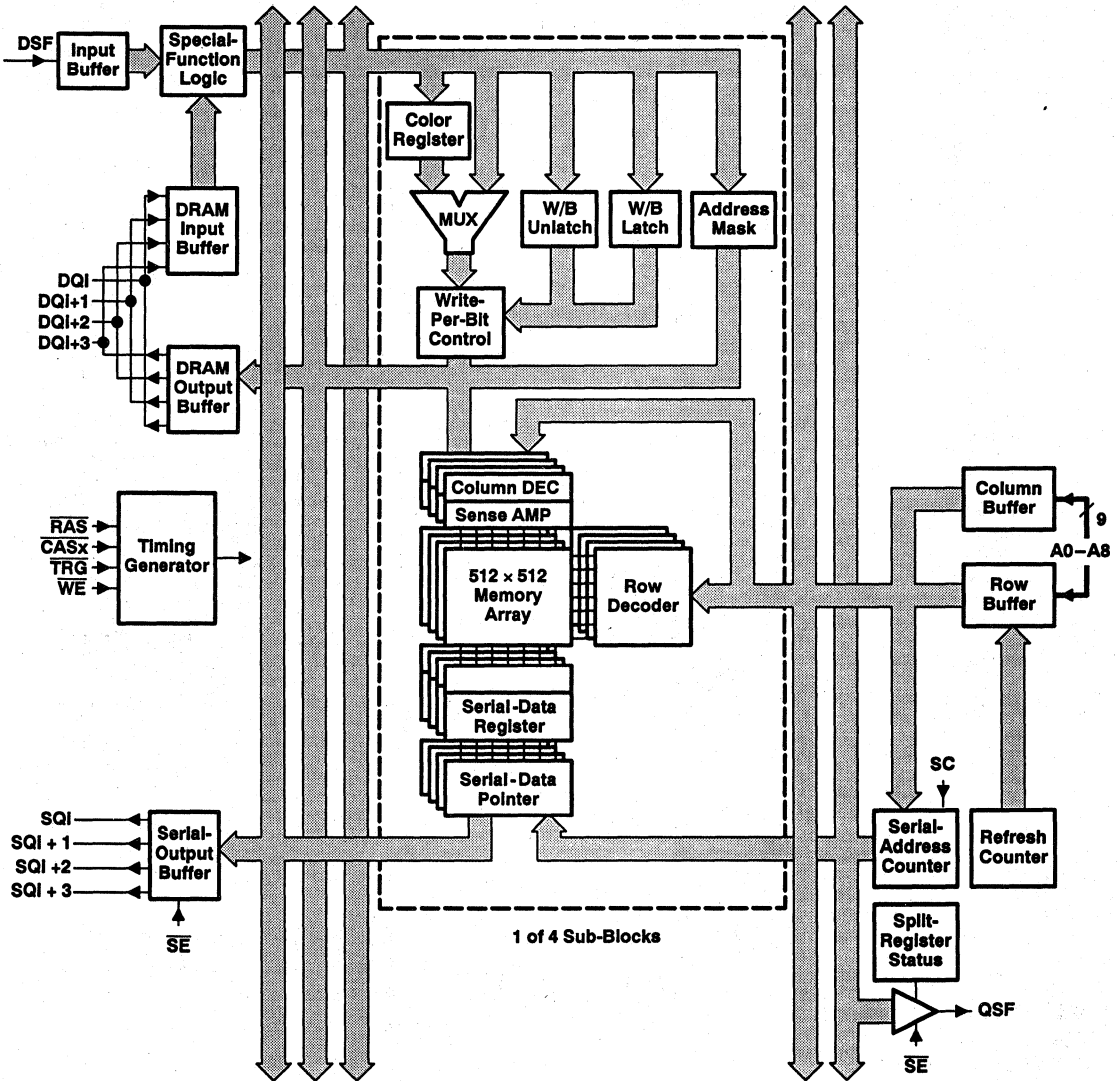 DSF
Input
Buffer
Special-
Function
Logic
Color
Register
MUX
W/B
Unlatch
W/B
Latch
Address
Mask
DRAM
Input
Buffer
DQi
DQi+1
DQi+2
DQi+3
Write-
Per-Bit
Control
DRAM
Output
Buffer
Column DEC
Sense AMP
512 × 512
Memory
Array
Row
Decoder
Column
Buffer
9
A0–A8
Row
Buffer
RAS
CASx
TRG
WE
Timing
Generator
Serial-Data
Register
Serial-Data
Pointer
SC
SQi
SQi + 1
SQi +2
SQi + 3
Serial-
Output
Buffer
SE
Serial-
Address
Counter
Refresh
Counter
1 of 4 Sub-Blocks
Split-
Register
Status
QSF
SE